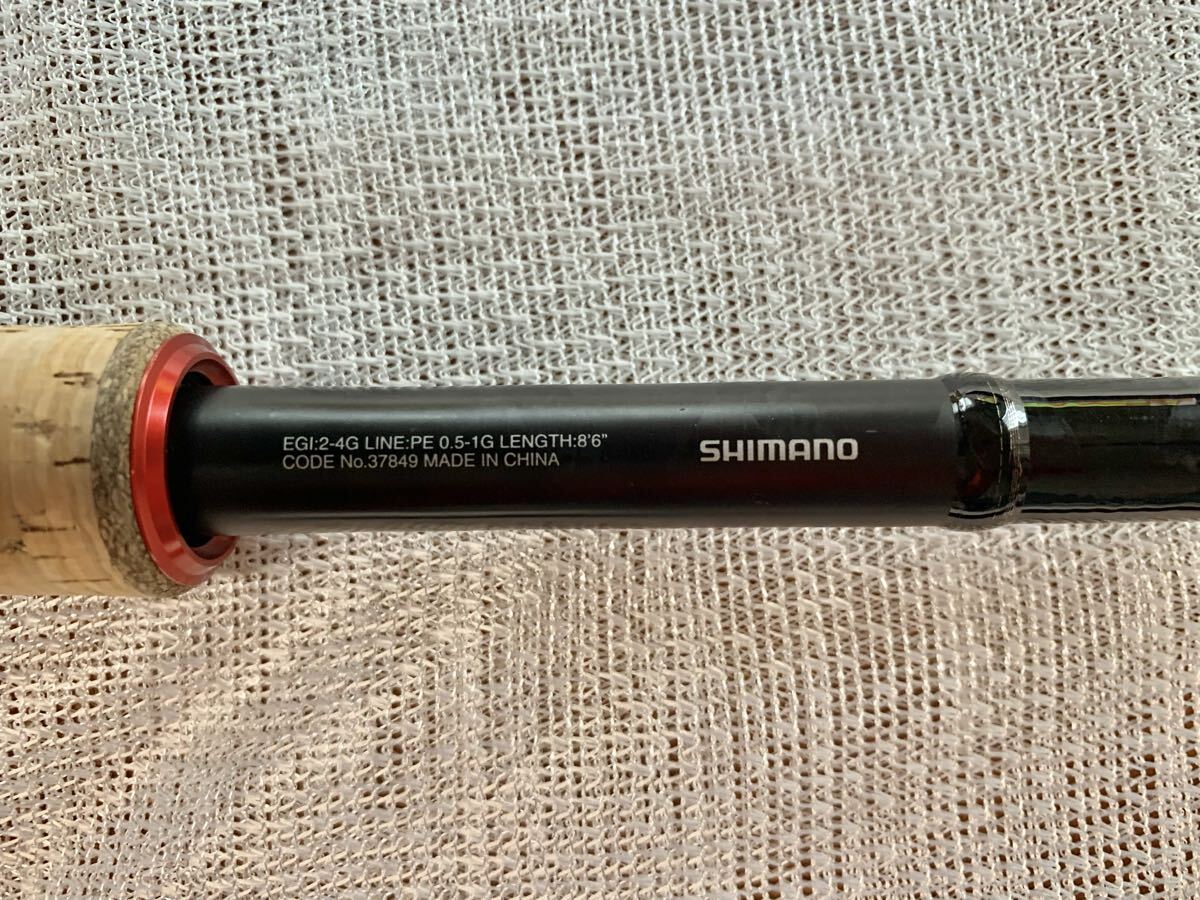 EGI:2-4G LINE:PE 0.5-1G LENGTH:8'6"
CODE No.37849 MADE IN CHINA
SHIMANO